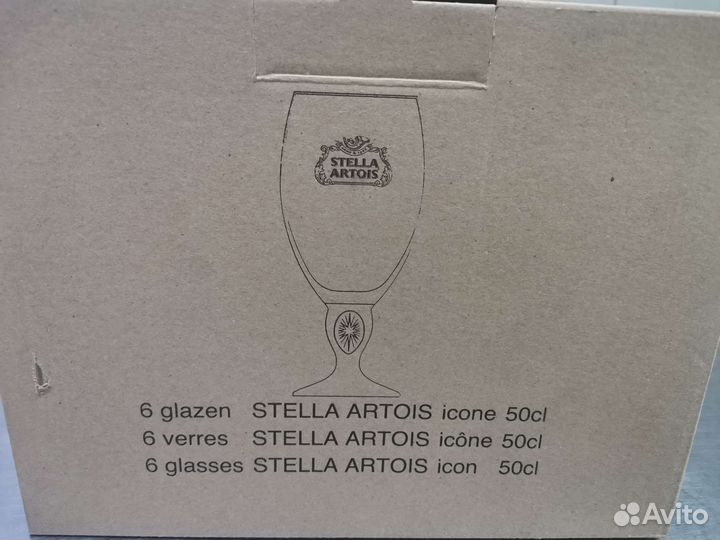 STELLA
ARTOIS
6 glazen STELLA ARTOIS icone 50cl
6 verres STELLA ARTOIS icône 50cl
6 glasses STELLA ARTOIS icon 50cl
Avito